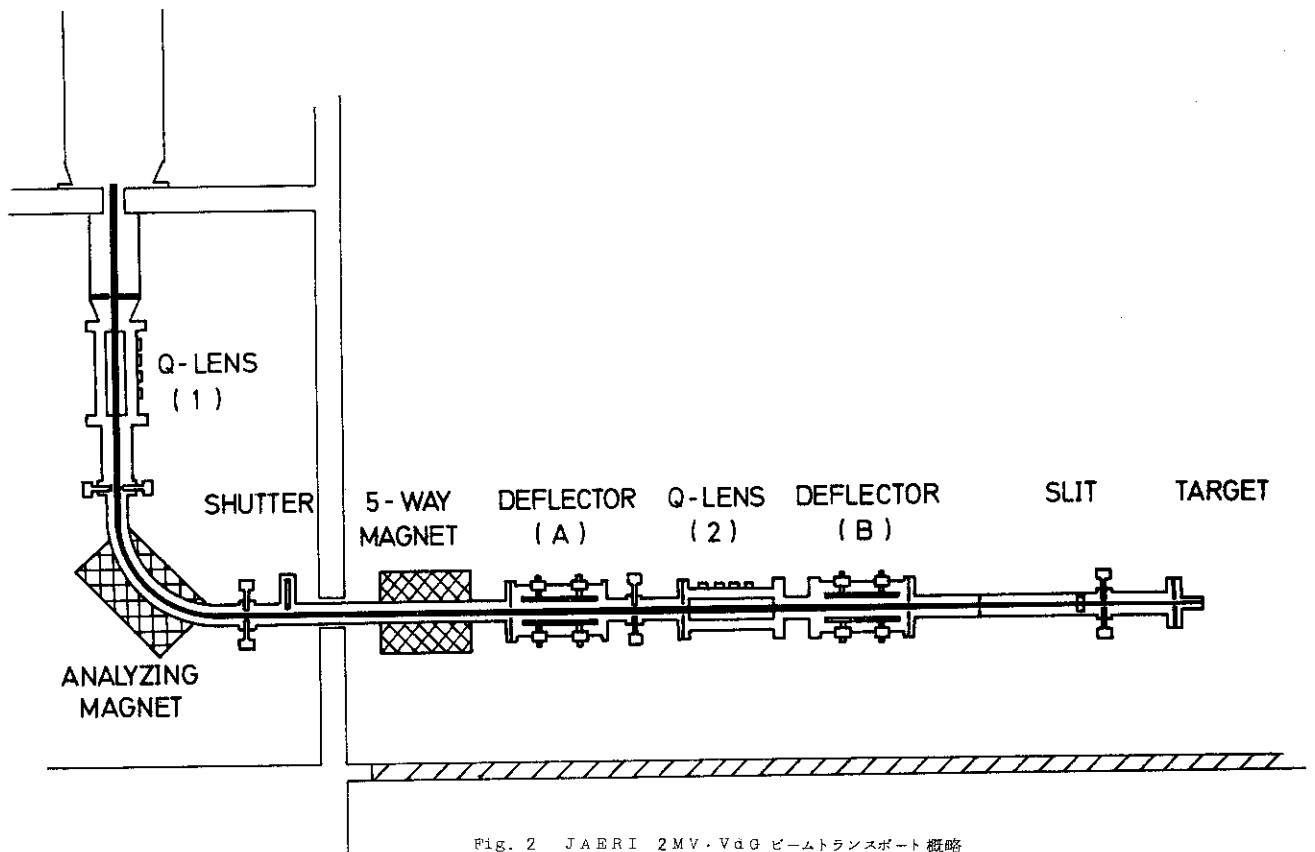 Q-LENS
(1)
SHUTTER
5-WAY
MAGNET
DEFLECTOR
(A)
Q-LENS
(2)
DEFLECTOR
(B)
SLIT
TARGET
ANALYZING
MAGNET
Fig. 2 JAERI 2MV・VdG ビームトランスポート概略